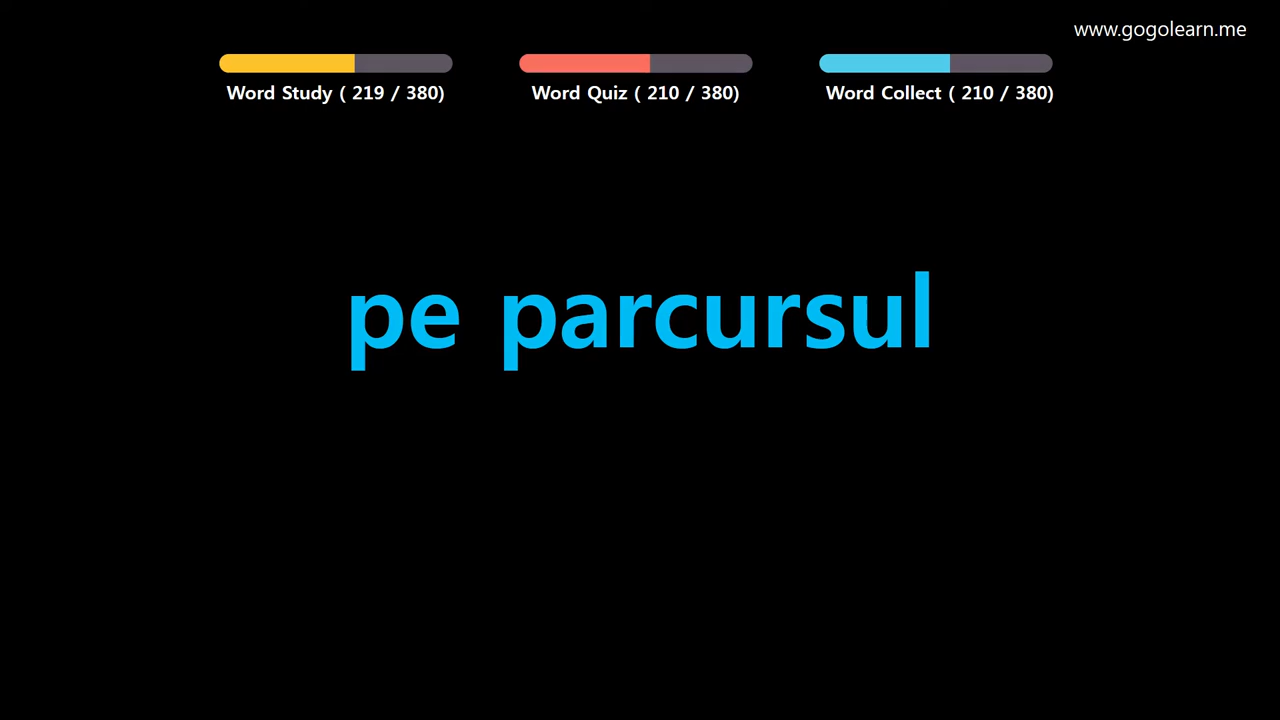 www.gogolearn.me
Word Study ( 219 / 380)
Word Quiz ( 210 / 380)
Word Collect ( 210 / 380)
pe parcursul